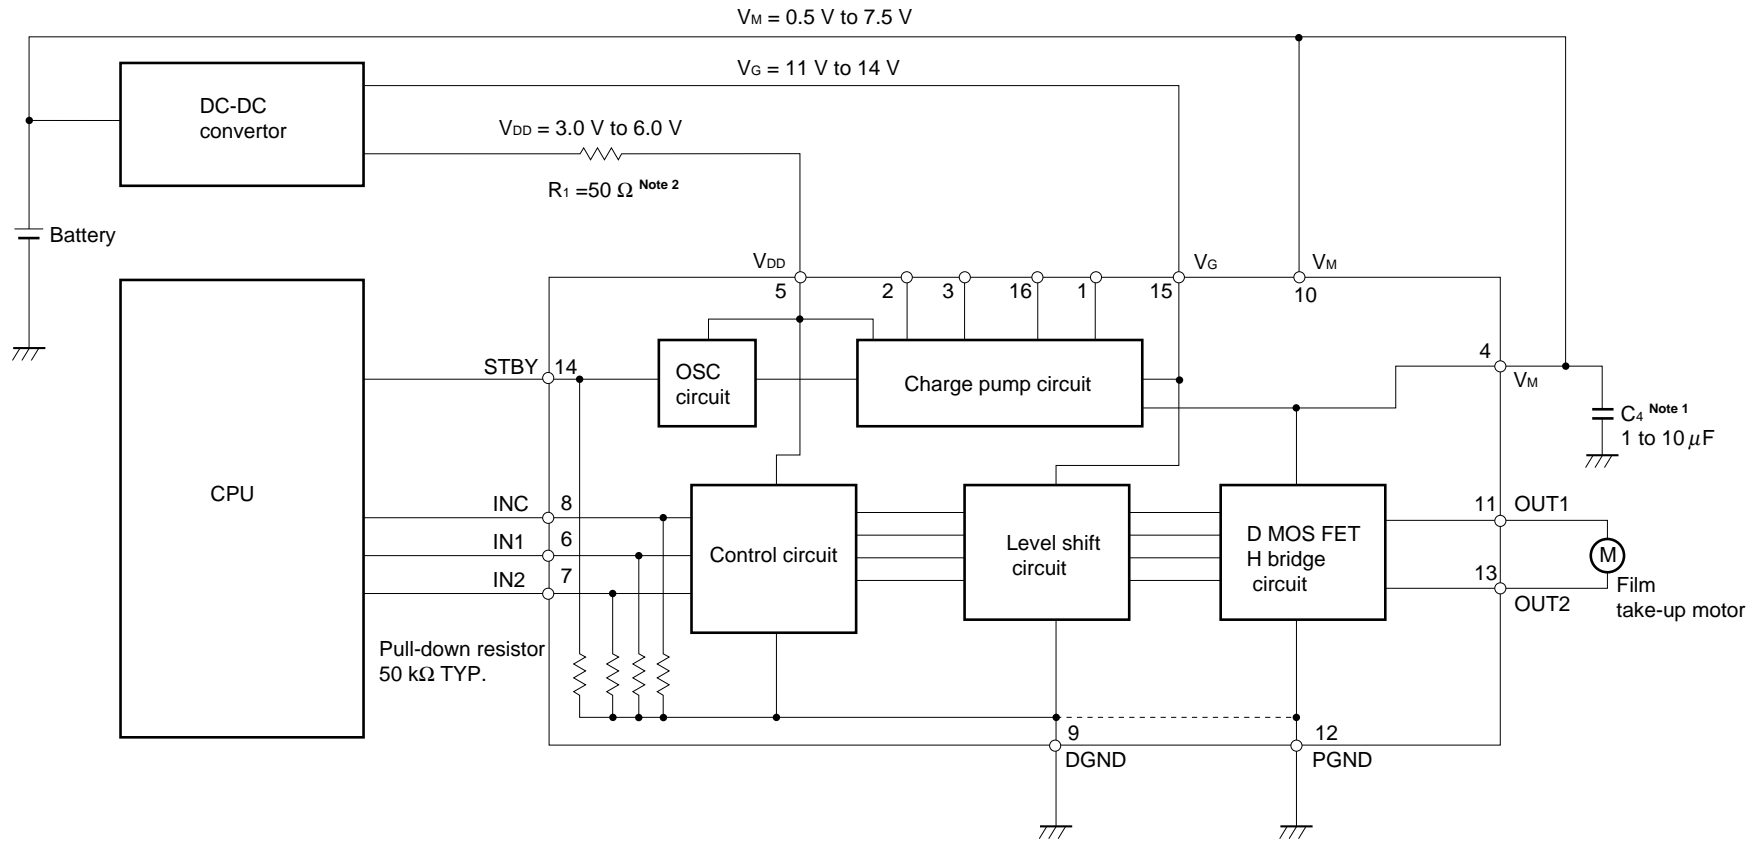 VM = 0.5 V to 7.5 V
VG = 11 V to 14 V
DC-DC
convertor
VDD = 3.0 V to 6.0 V
R1 =50 Ω Note 2
Battery
VDD
5
2
3
16
1
15
VG
10
VM
STBY
14
OSC
circuit
Charge pump circuit
4
VM
C4 Note 1
1 to 10 µF
CPU
INC
8
IN1
6
IN2
7
Control circuit
Level shift
circuit
D MOS FET
H bridge
circuit
11
OUT1
M
13
OUT2
Film
take-up motor
Pull-down resistor
50 kΩ TYP.
9
DGND
12
PGND